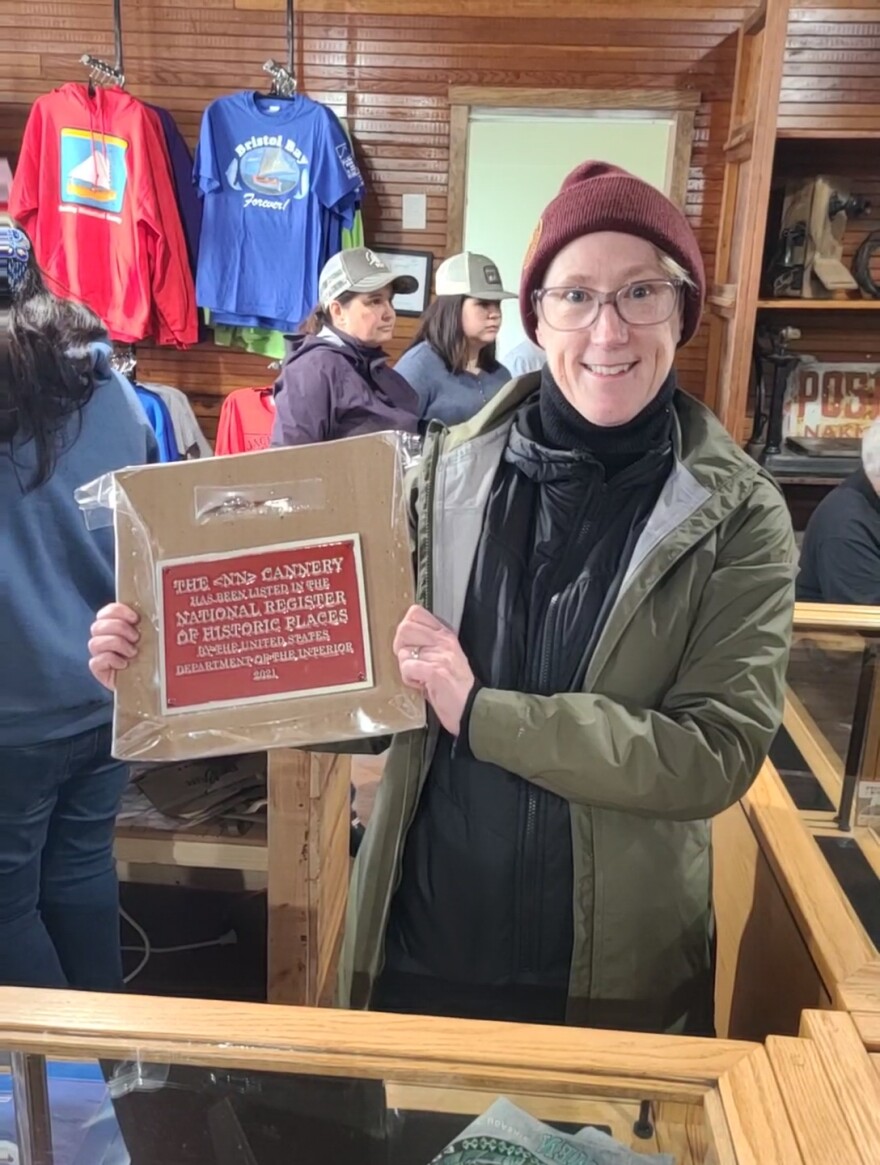 Bristol Bay
Forever!
THE <NN> CANNERY
HAS BEEN LISTED IN THE
NATIONAL REGISTER
OF HISTORIC PLACES
BY THE UNITED STATES
DEPARTMENT OF THE INTERIOR
2021
POST